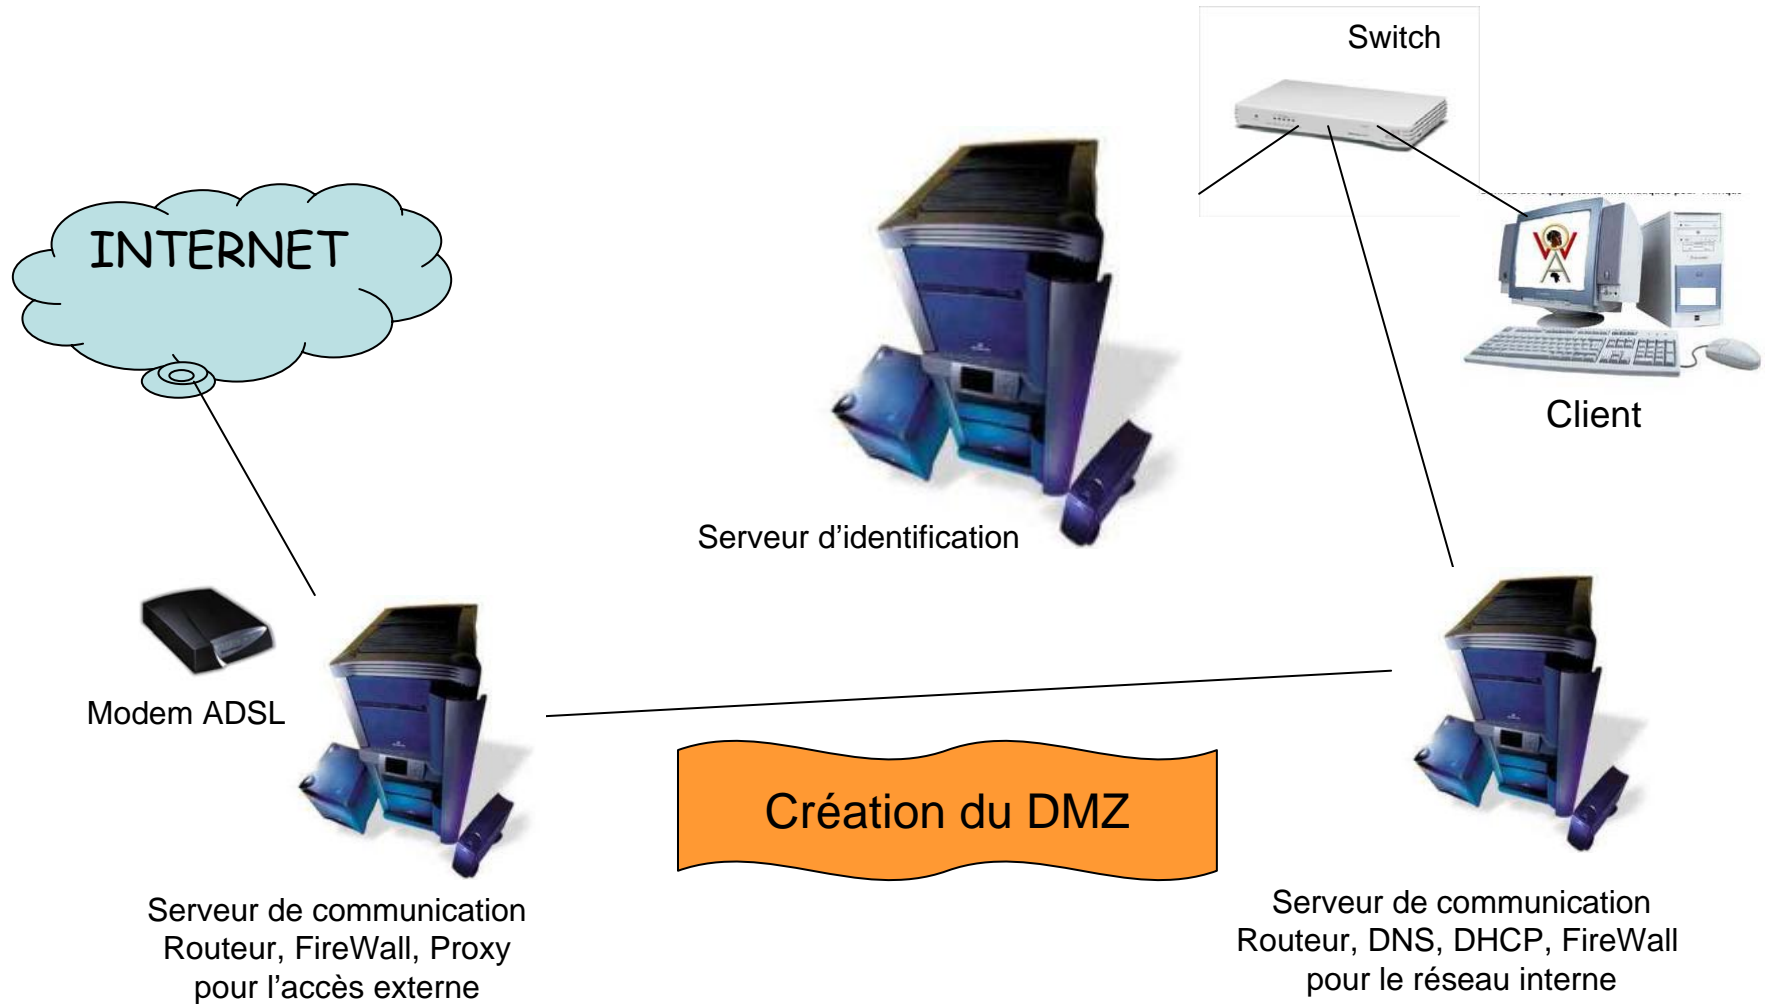 Switch
INTERNET
Client
Serveur d'identification
Modem ADSL
Création du DMZ
Serveur de communication
Routeur, FireWall, Proxy
pour l'accès externe
Serveur de communication
Routeur, DNS, DHCP, FireWall
pour le réseau interne